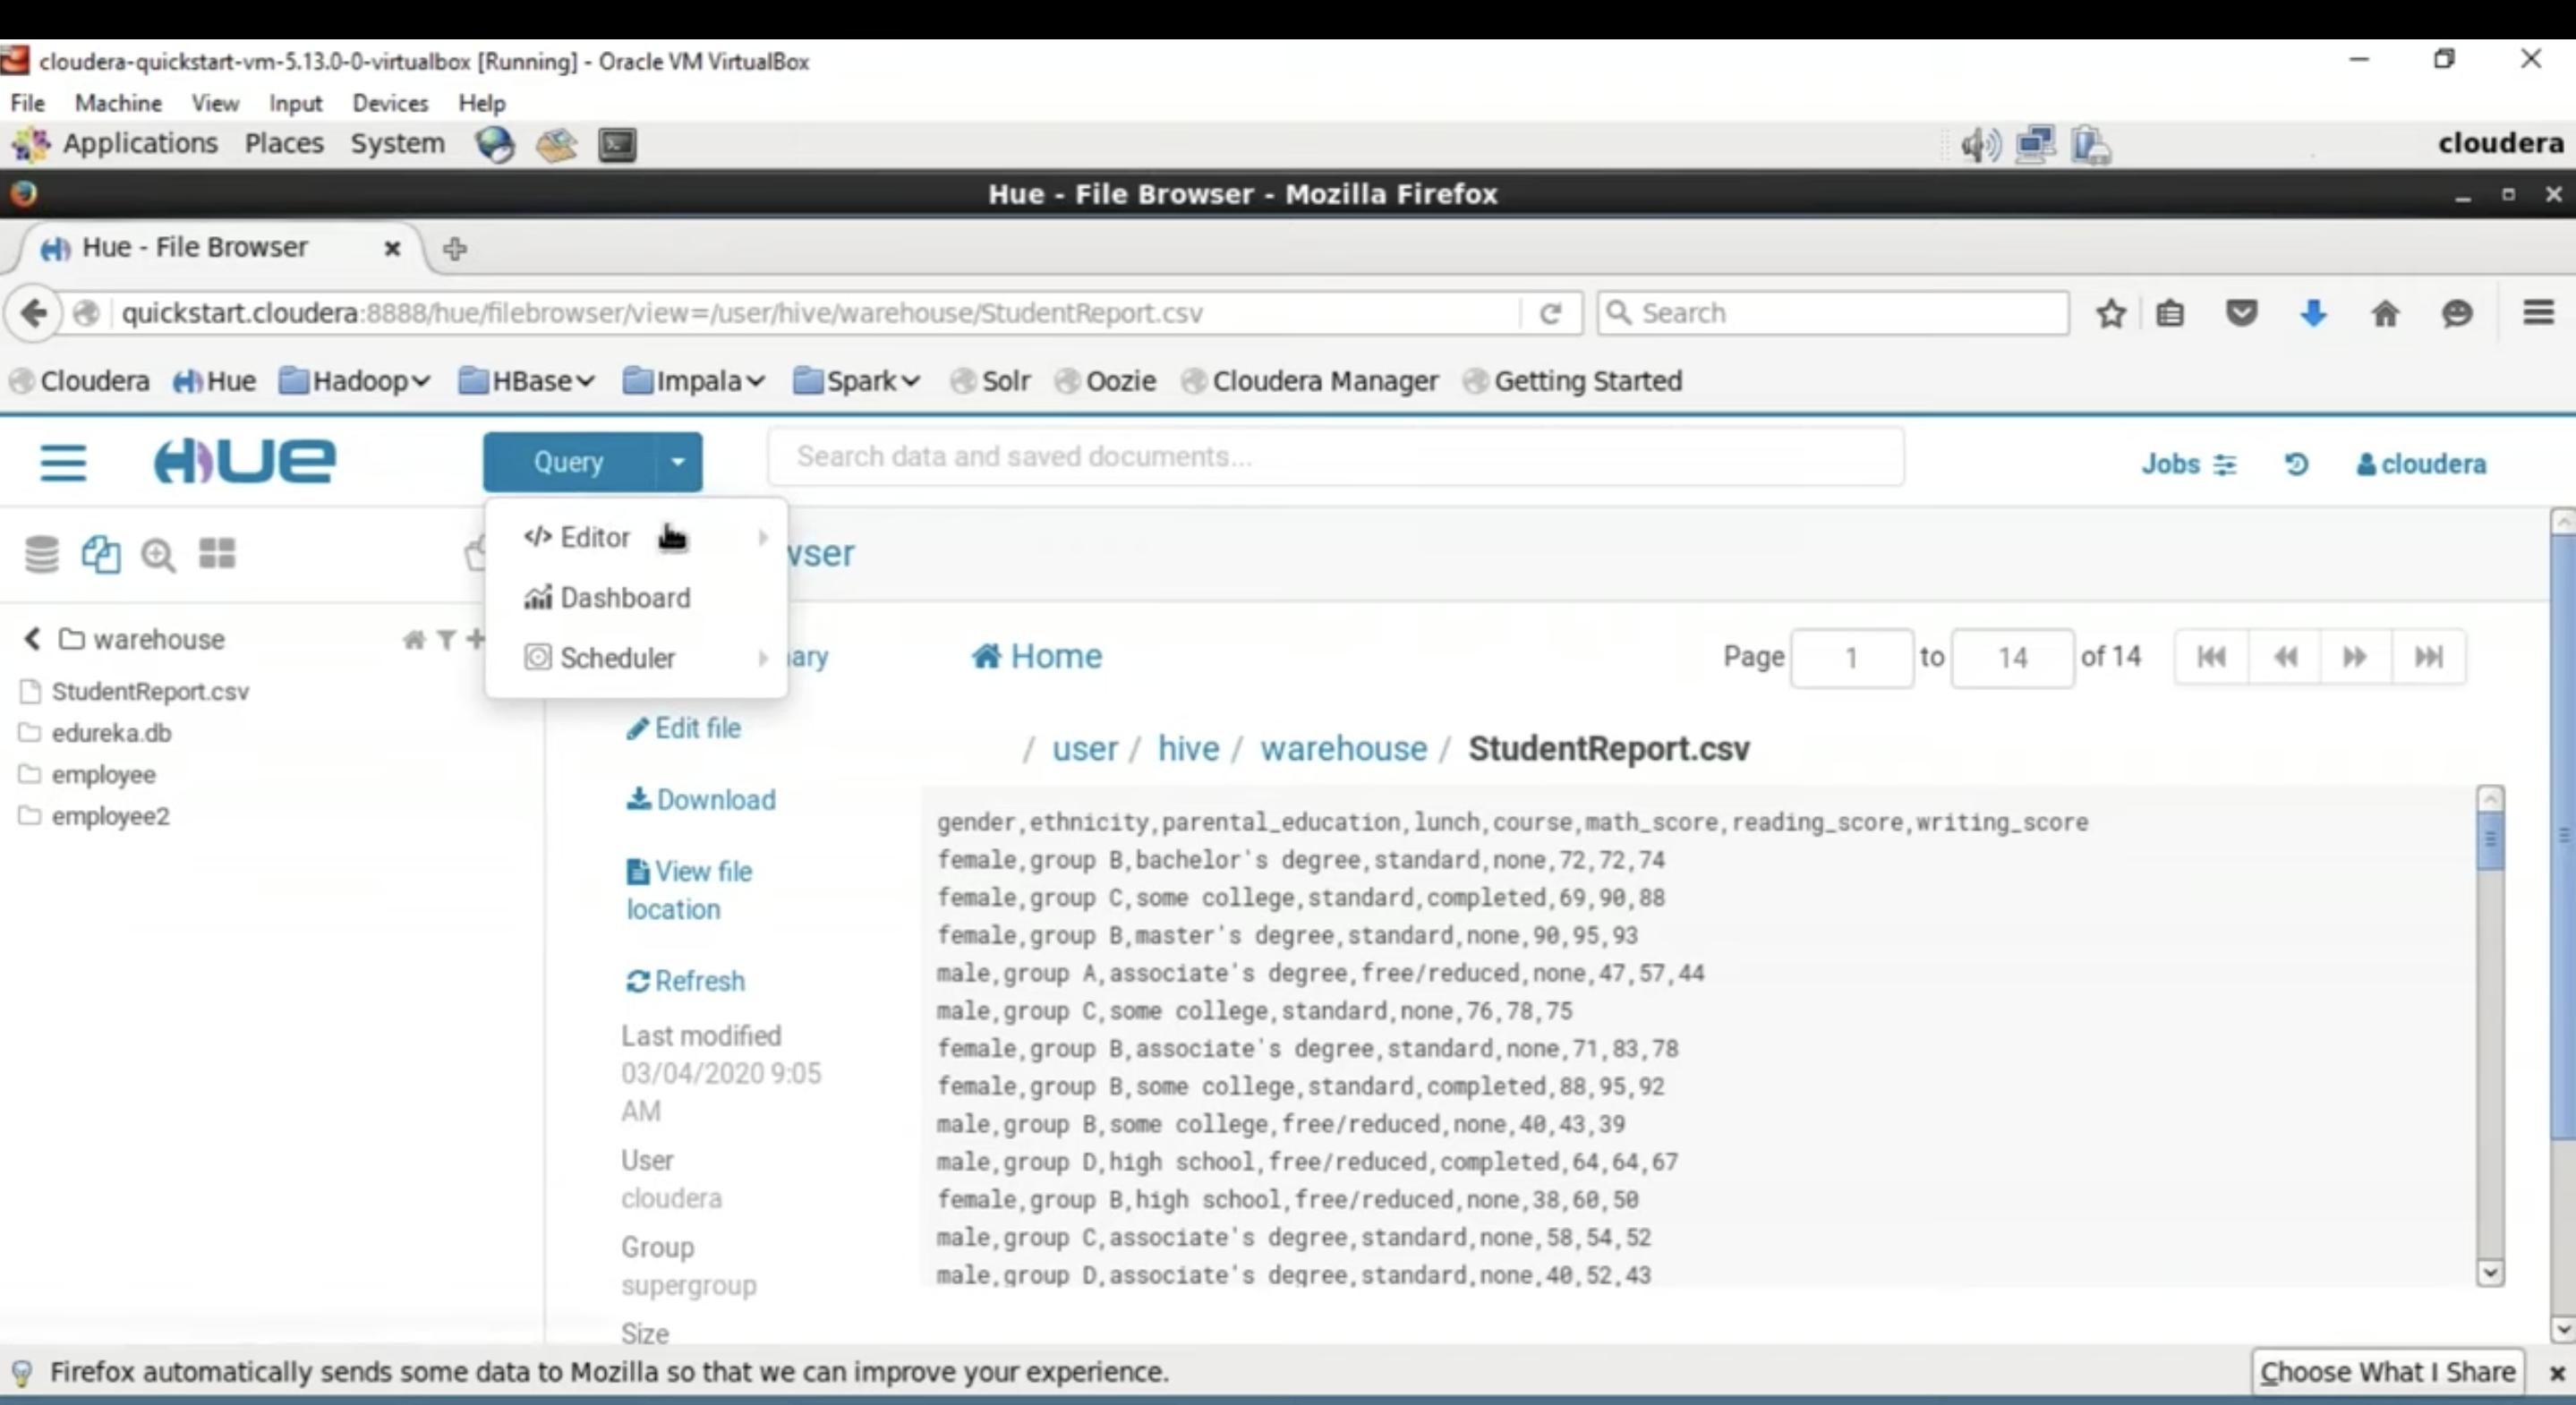 cloudera-quickstart-vm-5.13.0-0-virtualbox [Running] - Oracle VM VirtualBox
File Machine View Input Devices Help
Applications Places System cloudera
Hue - File Browser - Mozilla Firefox
Hue - File Browser
quickstart.cloudera:8888/hue/filebrowser/view=/user/hive/warehouse/StudentReport.csv Search
Cloudera Hue Hadoop HBase Impala Spark Solr Oozie Cloudera Manager Getting Started
HUE Query Search data and saved documents... Jobs cloudera
</> Editor
Dashboard
Scheduler
wser
warehouse
StudentReport.csv
edureka.db
employee
employee2
ary
Edit file
Download
View file
location
Refresh
Last modified
03/04/2020 9:05
AM
User
cloudera
Group
supergroup
Size
Home Page 1 to 14 of 14
/ user / hive / warehouse / StudentReport.csv
gender,ethnicity,parental_education,lunch,course,math_score,reading_score,writing_score
female,group B,bachelor's degree,standard,none,72,72,74
female,group C,some college,standard,completed,69,90,88
female,group B,master's degree,standard,none,90,95,93
male,group A,associate's degree,free/reduced,none,47,57,44
male,group C,some college,standard,none,76,78,75
female,group B,associate's degree,standard,none,71,83,78
female,group B,some college,standard,completed,88,95,92
male,group B,some college,free/reduced,none,40,43,39
male,group D,high school,free/reduced,completed,64,64,67
female,group B,high school,free/reduced,none,38,60,50
male,group C,associate's degree,standard,none,58,54,52
male,group D,associate's degree,standard,none,40,52,43
Firefox automatically sends some data to Mozilla so that we can improve your experience. Choose What I Share